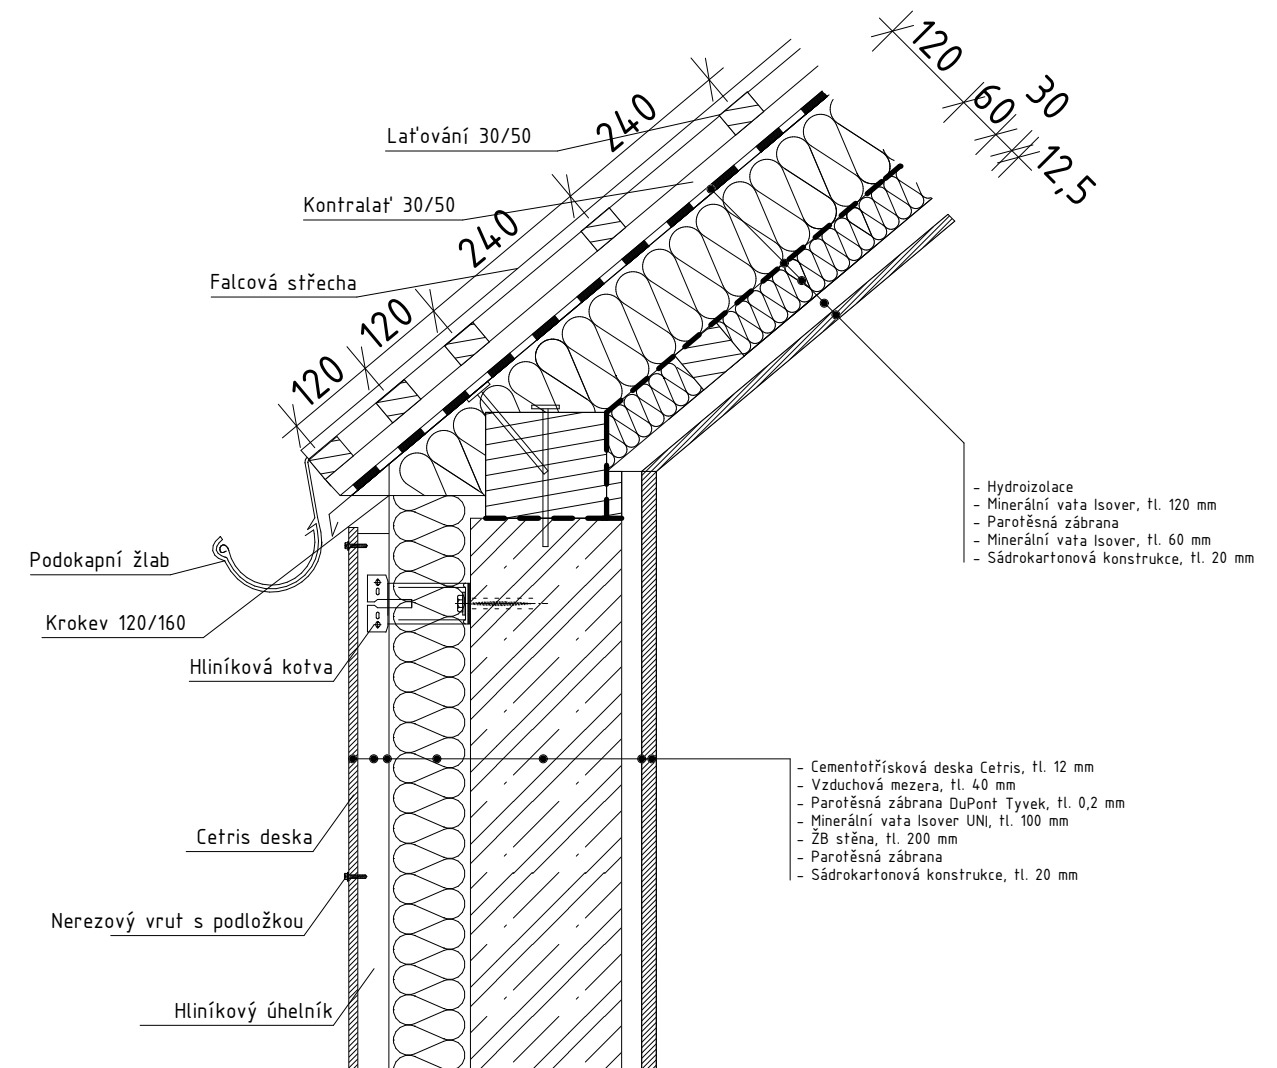 120
60
30
12,5
240
240
120
120
Laťování 30/50
Kontralať 30/50
Falcová střecha
Podokapní žlab
Krokev 120/160
Hliníková kotva
Cetris deska
Nerezový vrut s podložkou
Hliníkový úhelník
- Hydroizolace
- Minerální vata Isover, tl. 120 mm
- Parotěsná zábrana
- Minerální vata Isover, tl. 60 mm
- Sádrokartonová konstrukce, tl. 20 mm
- Cementotřísková deska Cetris, tl. 12 mm
- Vzduchová mezera, tl. 40 mm
- Parotěsná zábrana DuPont Tyvek, tl. 0,2 mm
- Minerální vata Isover UNI, tl. 100 mm
- ŽB stěna, tl. 200 mm
- Parotěsná zábrana
- Sádrokartonová konstrukce, tl. 20 mm